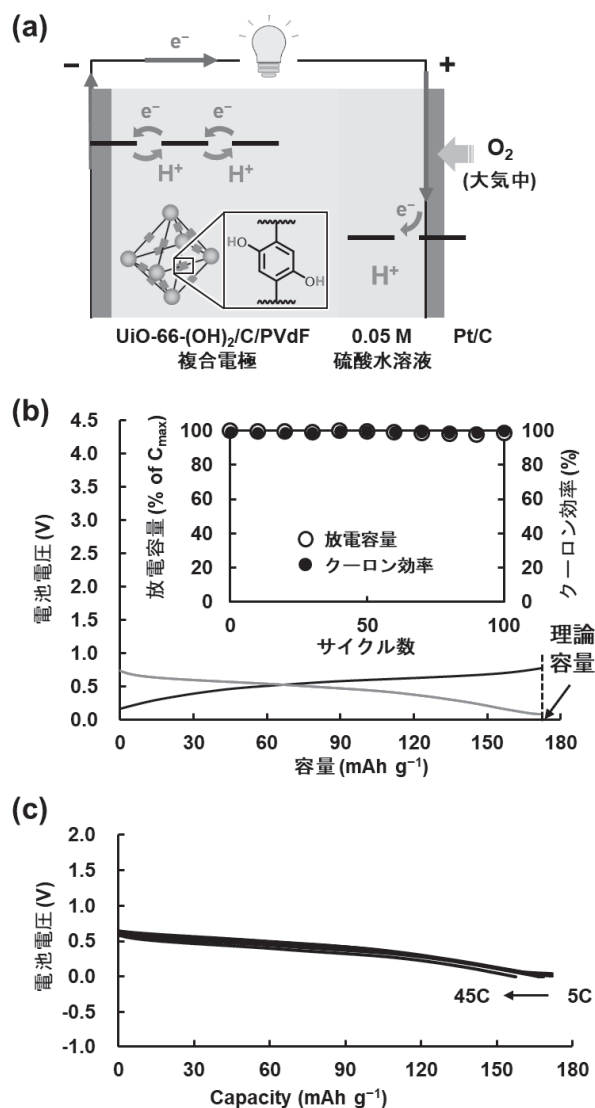 (a)
e⁻
−
+
e⁻ e⁻
H⁺ H⁺
O₂
(大気中)
e⁻
H⁺
HO
OH
UiO-66-(OH)₂/C/PVdF
複合電極
0.05 M
硫酸水溶液
Pt/C
(b)
電池電圧 (V)
4.5
4.0
3.5
3.0
2.5
2.0
1.5
1.0
0.5
0.0
放電容量 (% of Cmax)
100
80
60
40
20
0
クーロン効率 (%)
100
80
60
40
20
0
放電容量
クーロン効率
0 50 100
サイクル数
理論
容量
0 30 60 90 120 150 180
容量 (mAh g⁻¹)
(c)
電池電圧 (V)
2.0
1.5
1.0
0.5
0.0
-0.5
-1.0
45C 5C
0 30 60 90 120 150 180
Capacity (mAh g⁻¹)